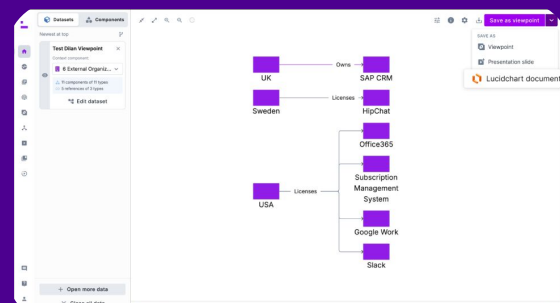 Datasets
Components
Newest at top
Test Dilan Viewpoint
Context component
6 External Organiz...
11 components of 11 types
5 references of 3 types
Edit dataset
Open more data
Save as viewpoint
SAVE AS
Viewpoint
Presentation slide
Lucidchart document
UK
Owns
SAP CRM
Sweden
Licenses
HipChat
Office365
Subscription
Management
System
USA
Licenses
Google Work
Slack